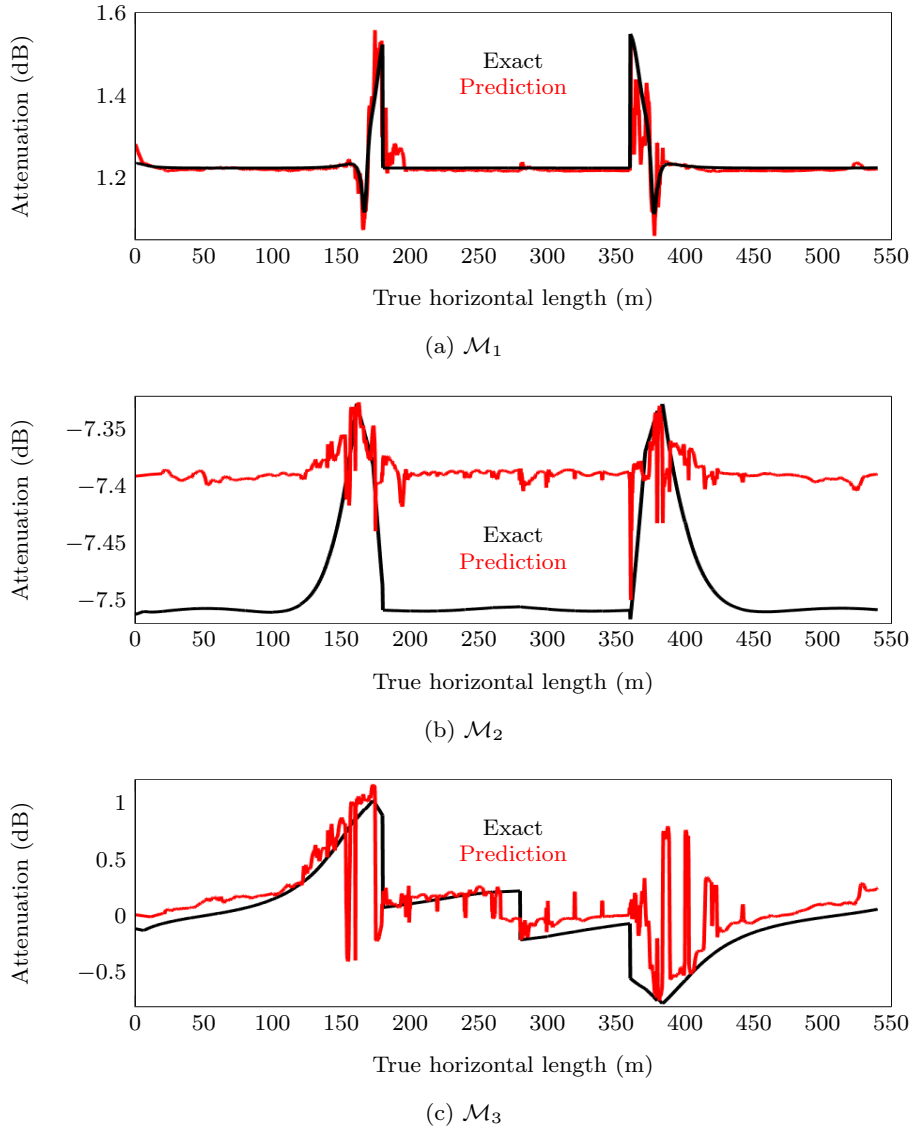 1.6
1.4
1.2
Attenuation (dB)
Exact
Prediction
0 50 100 150 200 250 300 350 400 450 500 550
True horizontal length (m)
(a) ℳ₁
−7.35
−7.4
−7.45
−7.5
Attenuation (dB)
Exact
Prediction
0 50 100 150 200 250 300 350 400 450 500 550
True horizontal length (m)
(b) ℳ₂
1
0.5
0
−0.5
Attenuation (dB)
Exact
Prediction
0 50 100 150 200 250 300 350 400 450 500 550
True horizontal length (m)
(c) ℳ₃